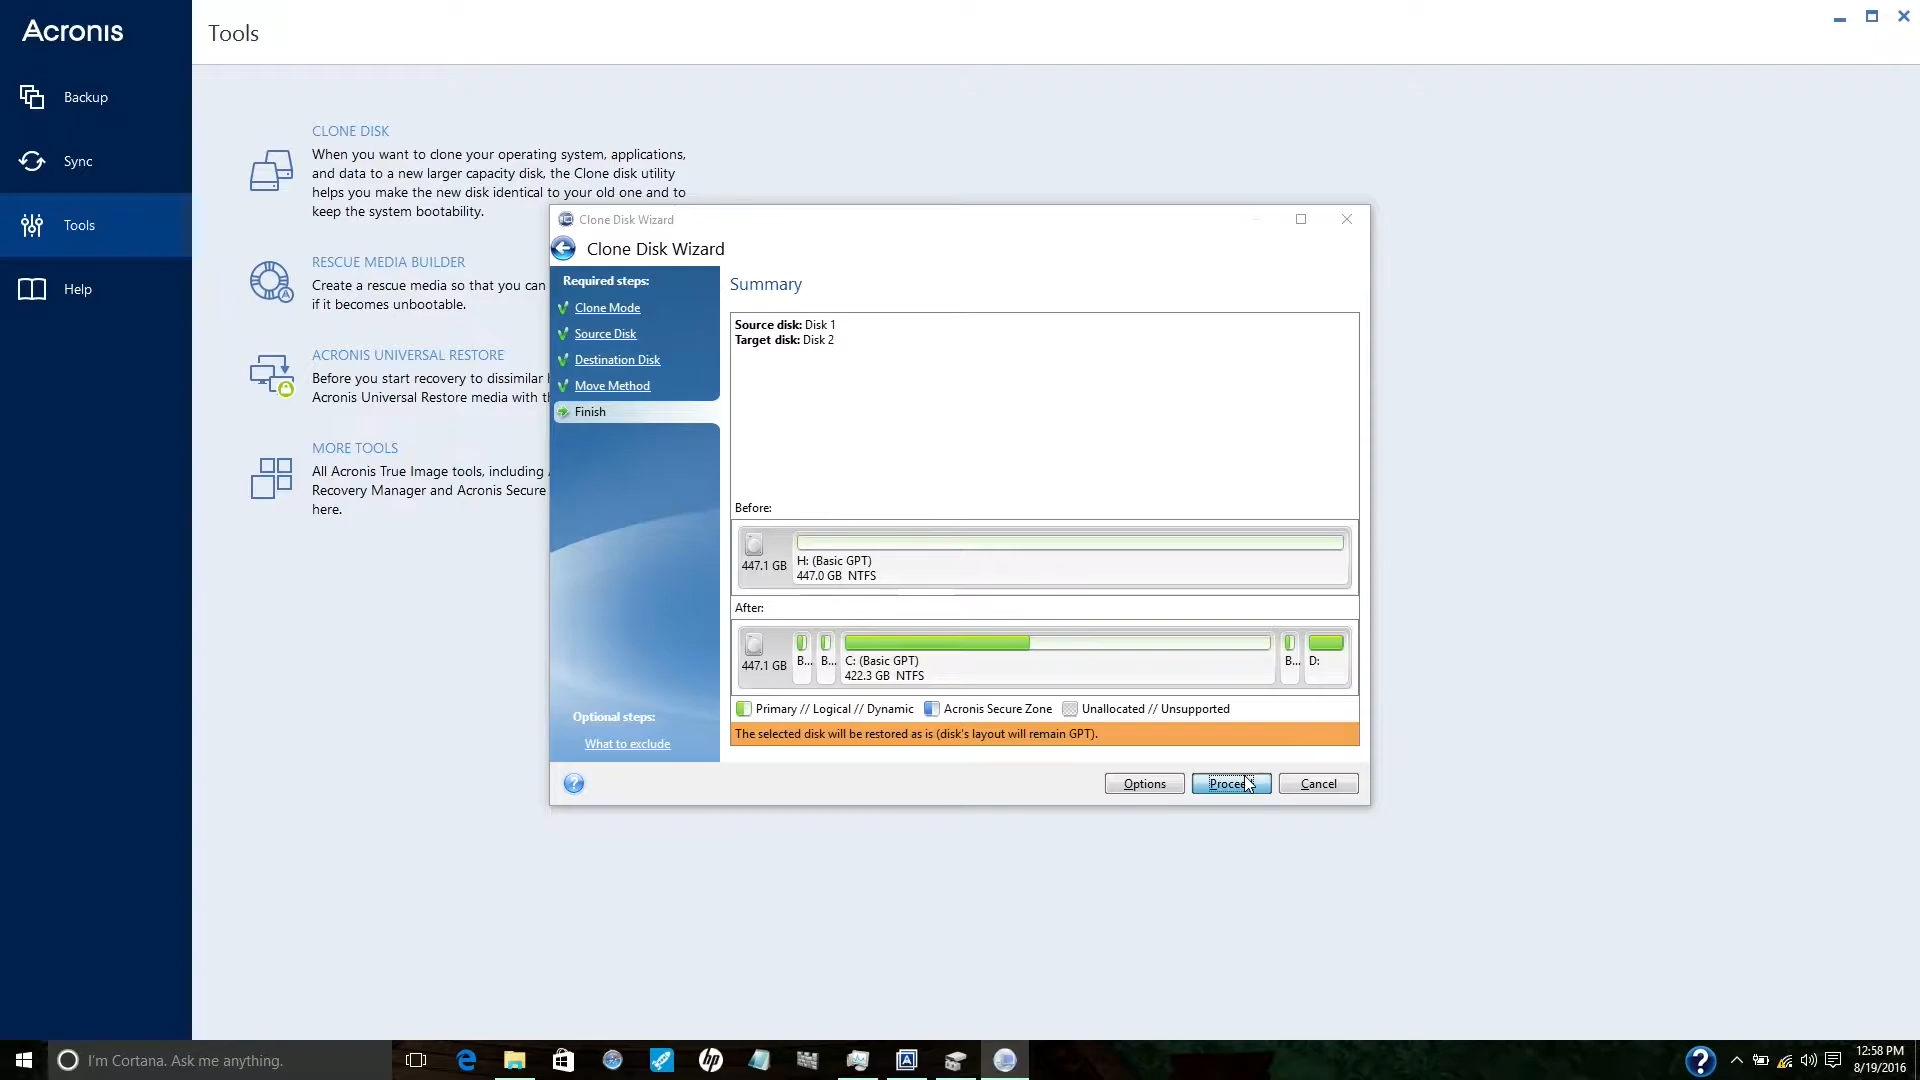 Acronis
Backup
Sync
Tools
Help
Tools
CLONE DISK
When you want to clone your operating system, applications,
and data to a new larger capacity disk, the Clone disk utility
helps you make the new disk identical to your old one and to
keep the system bootability.
RESCUE MEDIA BUILDER
Create a rescue media so that you can
if it becomes unbootable.
ACRONIS UNIVERSAL RESTORE
Before you start recovery to dissimilar
Acronis Universal Restore media with
MORE TOOLS
All Acronis True Image tools, including
Recovery Manager and Acronis Secure
here.
Clone Disk Wizard
Clone Disk Wizard
Required steps:
Clone Mode
Source Disk
Destination Disk
Move Method
Finish
Optional steps:
What to exclude
Summary
Source disk: Disk 1
Target disk: Disk 2
Before:
447.1 GB
H: (Basic GPT)
447.0 GB NTFS
After:
447.1 GB
B...
B...
C: (Basic GPT)
422.3 GB NTFS
B...
D:
Primary // Logical // Dynamic Acronis Secure Zone Unallocated // Unsupported
The selected disk will be restored as is (disk's layout will remain GPT).
?
Options
Cancel
I'm Cortana. Ask me anything.
hp
?
12:58 PM
8/19/2016